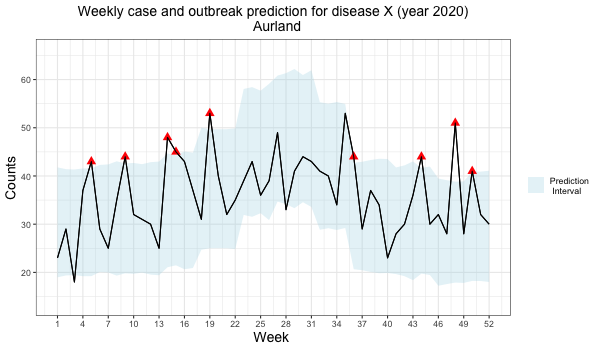 Weekly case and outbreak prediction for disease X (year 2020)
Aurland
Counts
60
50
40
30
20
1 4 7 10 13 16 19 22 25 28 31 34 37 40 43 46 49 52
Week
Prediction
Interval